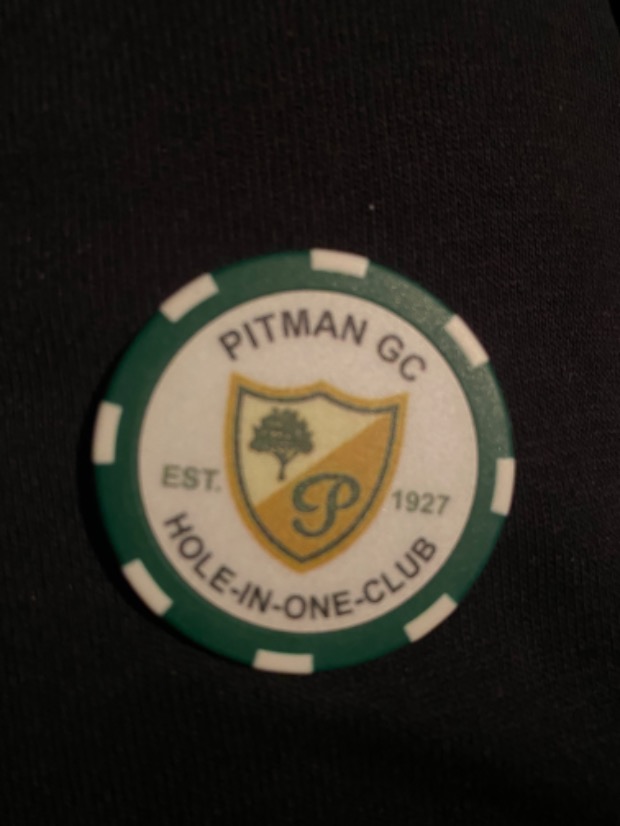 PITMAN GC
EST. 1927
P
HOLE-IN-ONE-CLUB